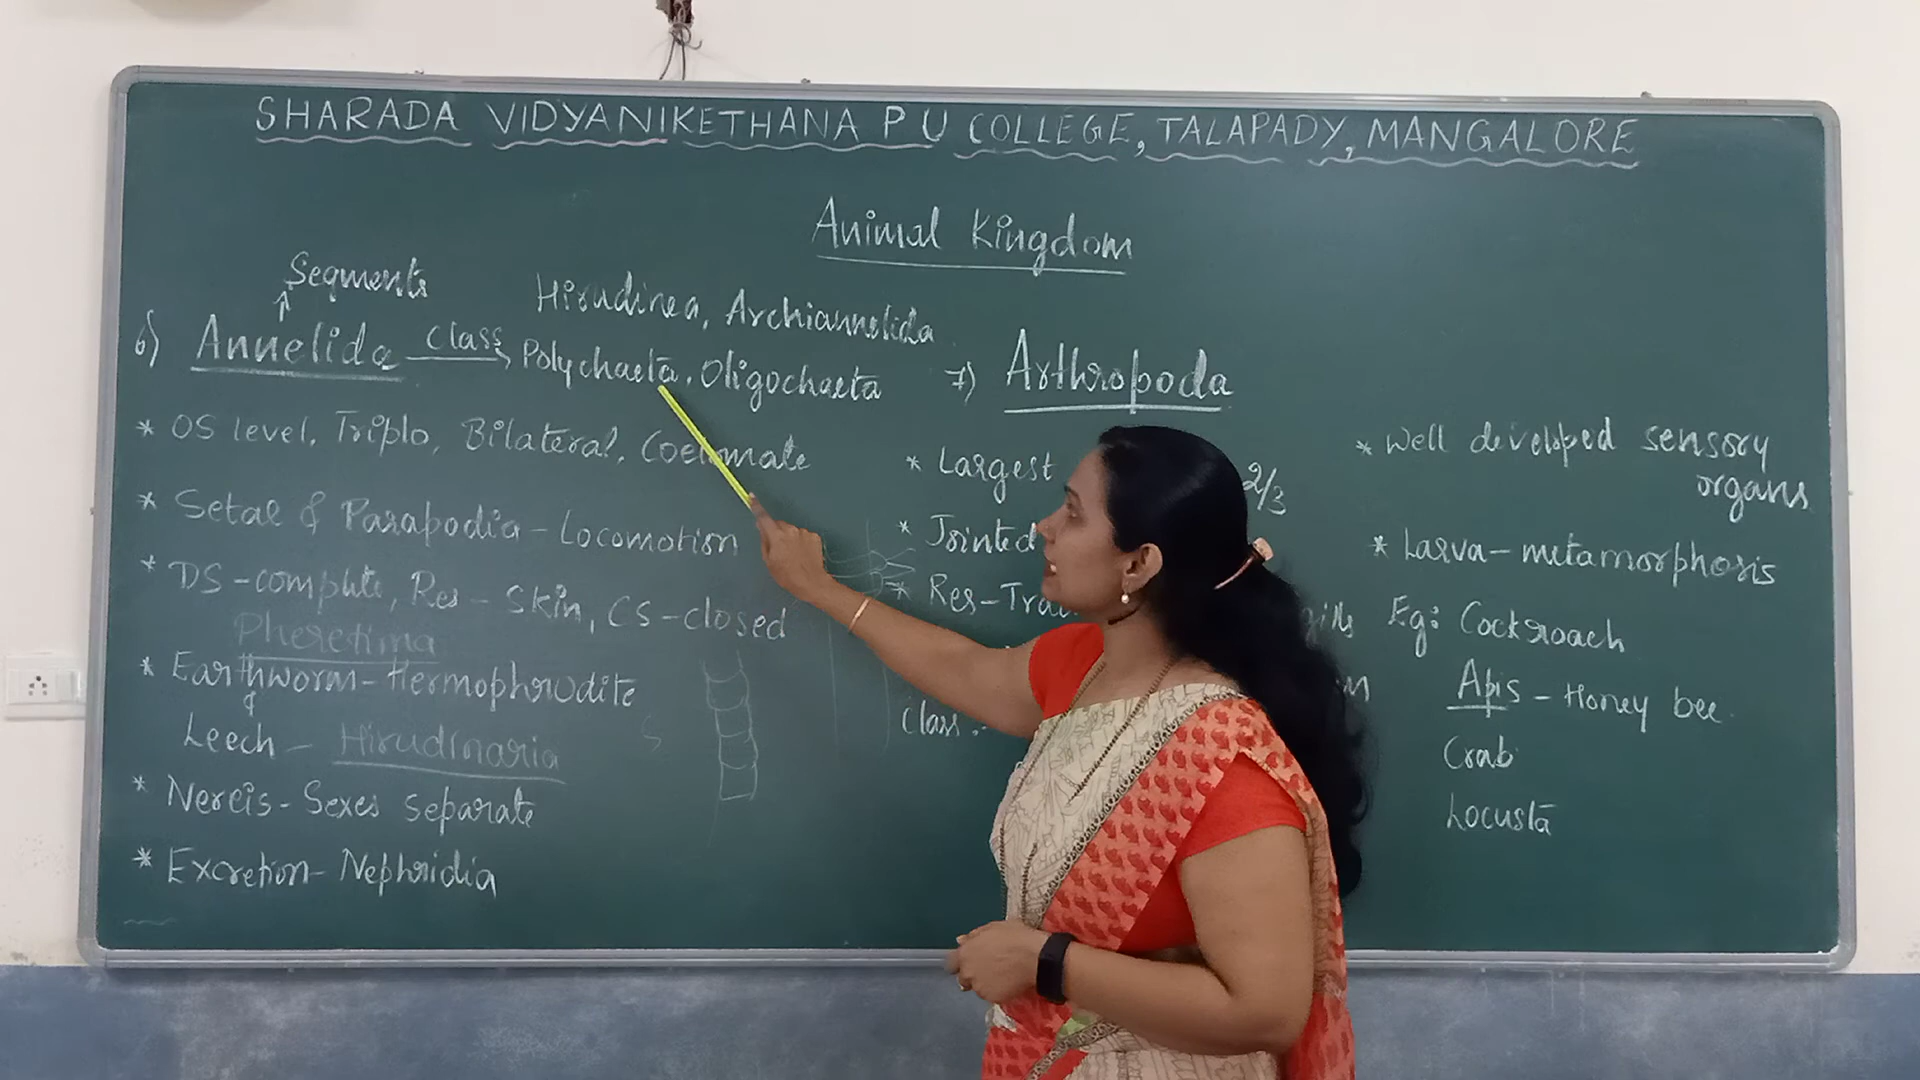 SHARADA VIDYANIKETHANA P U COLLEGE, TALAPADY, MANGALORE
Animal Kingdom
Segments
6) Annelida class
Hirudinea, Archiannelida
Polychaeta, Oligochaeta
* OS level, Triplo, Bilateral, Coelomate
* Setae & Parapodia - Locomotion
* DS - complete, Res - Skin, CS - closed
Pheretima
* Earthworm - Hermophrodite
&
Leech - Hirudinaria
* Nereis - Sexes separate
* Excretion - Nephridia
7) Arthropoda
* Largest 2/3
* Jointed
* Res - gills
Class :-
* Well developed sensory
organs
* Larva - metamorphosis
Eg: Cockroach
Apis - Honey bee
Crab
Locusta